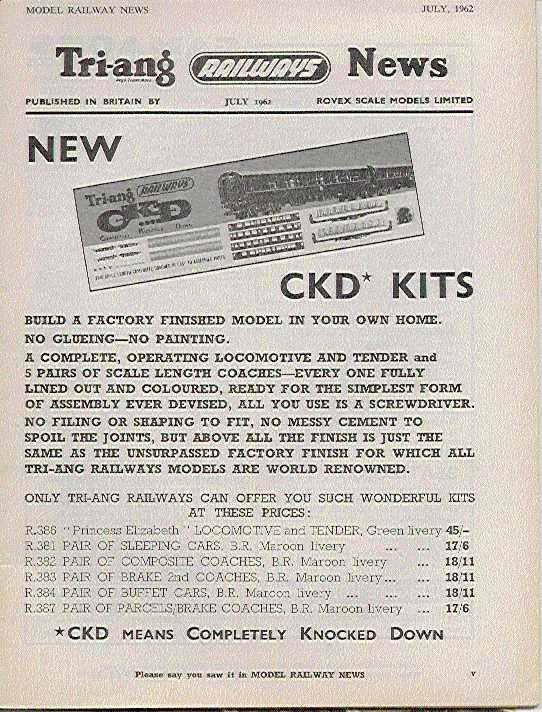 MODEL RAILWAY NEWS
JULY, 1962
Tri-ang RAILWAYS News
PUBLISHED IN BRITAIN BY JULY 1962 ROVEX SCALE MODELS LIMITED
NEW
Tri-ang RAILWAYS
CKD
Completely Knocked Down
CKD* KITS
BUILD A FACTORY FINISHED MODEL IN YOUR OWN HOME.
NO GLUEING—NO PAINTING.
A COMPLETE, OPERATING LOCOMOTIVE AND TENDER and
5 PAIRS OF SCALE LENGTH COACHES—EVERY ONE FULLY
LINED OUT AND COLOURED, READY FOR THE SIMPLEST FORM
OF ASSEMBLY EVER DEVISED, ALL YOU USE IS A SCREWDRIVER.
NO FILING OR SHAPING TO FIT, NO MESSY CEMENT TO
SPOIL THE JOINTS, BUT ABOVE ALL THE FINISH IS JUST THE
SAME AS THE UNSURPASSED FACTORY FINISH FOR WHICH ALL
TRI-ANG RAILWAYS MODELS ARE WORLD RENOWNED.
ONLY TRI-ANG RAILWAYS CAN OFFER YOU SUCH WONDERFUL KITS
AT THESE PRICES:
R.386 "Princess Elizabeth" LOCOMOTIVE and TENDER, Green livery 45/–
R.381 PAIR OF SLEEPING CARS, B.R. Maroon livery ... ... 17/6
R.382 PAIR OF COMPOSITE COACHES, B.R. Maroon livery ... 18/11
R.383 PAIR OF BRAKE 2nd COACHES, B.R. Maroon livery ... ... 18/11
R.384 PAIR OF BUFFET CARS, B.R. Maroon livery ... ... ... 18/11
R.387 PAIR OF PARCELS/BRAKE COACHES, B.R. Maroon livery ... 17/6
*CKD MEANS COMPLETELY KNOCKED DOWN
Please say you saw it in MODEL RAILWAY NEWS
v